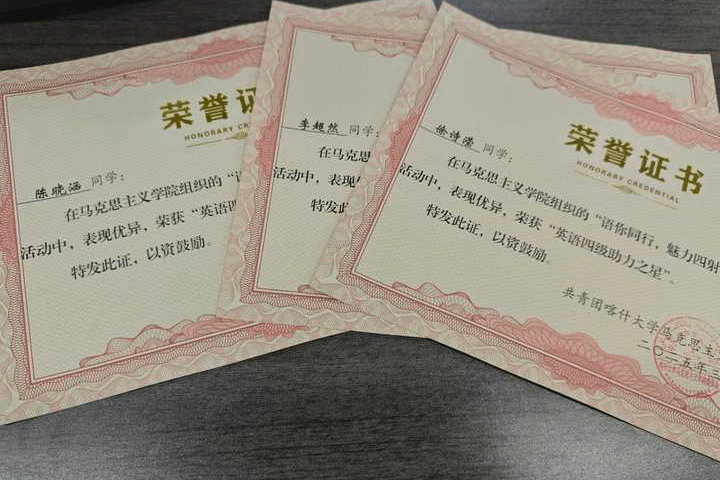 荣誉证
HONORARY CRE
陈晓涵 同学：
在马克思主义学院组织的“语
活动中，表现优异，荣获“英语四
特发此证，以资鼓励。
李超然 同学：
在马克思
活动中，表现
特发此
荣誉证书
HONORARY CREDENTIAL
徐诗滢 同学：
在马克思主义学院组织的“语你同行，魅力四射
活动中，表现优异，荣获“英语四级助力之星”。
特发此证，以资鼓励。
共青团喀什大学马克思主
二〇二五年三